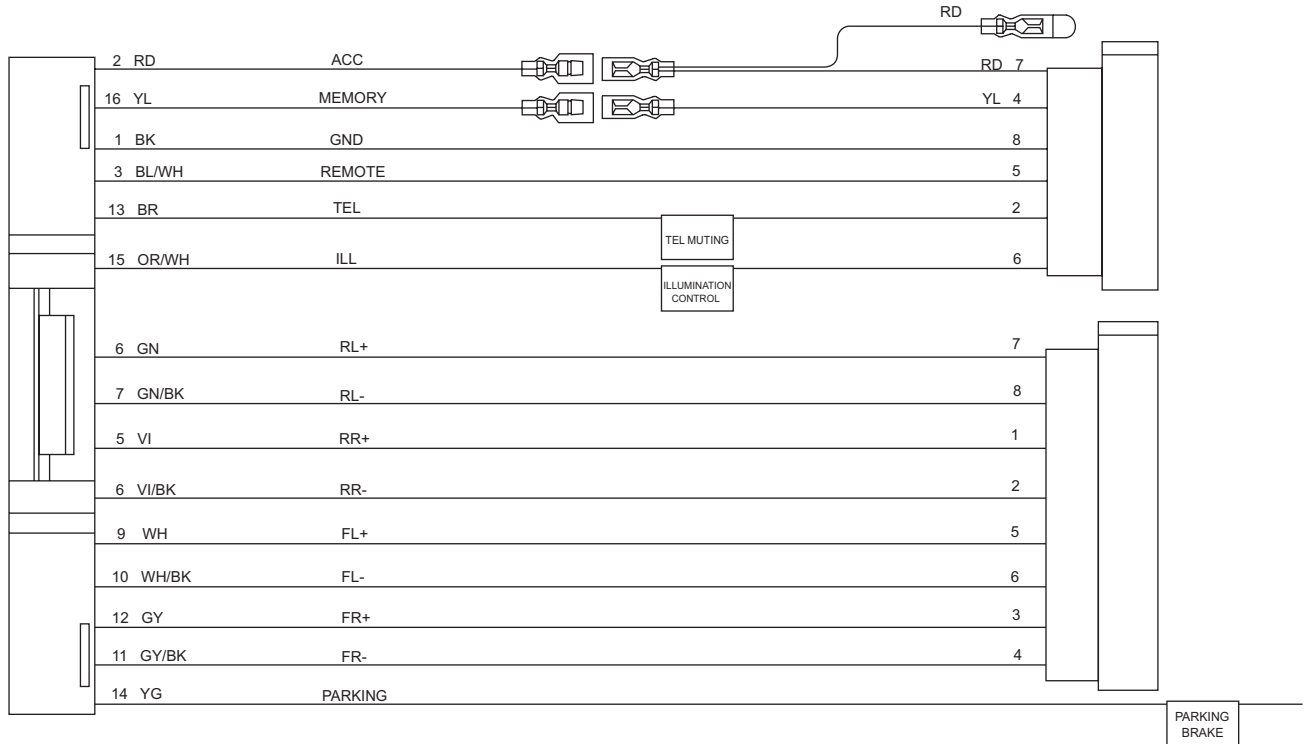 RD
2 RD ACC RD 7
16 YL MEMORY YL 4
1 BK GND 8
3 BL/WH REMOTE 5
13 BR TEL 2
TEL MUTING
15 OR/WH ILL 6
ILLUMINATION
CONTROL
6 GN RL+ 7
7 GN/BK RL- 8
5 VI RR+ 1
6 VI/BK RR- 2
9 WH FL+ 5
10 WH/BK FL- 6
12 GY FR+ 3
11 GY/BK FR- 4
14 YG PARKING
PARKING
BRAKE